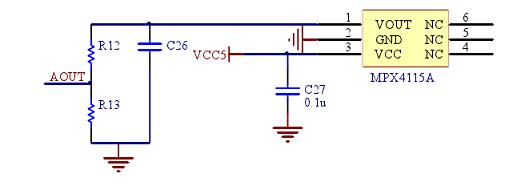 1 VOUT NC 6
2 GND NC 5
3 VCC NC 4
MPX4115A
R12
C26
VCC5
AOUT
R13
C27
0.1u